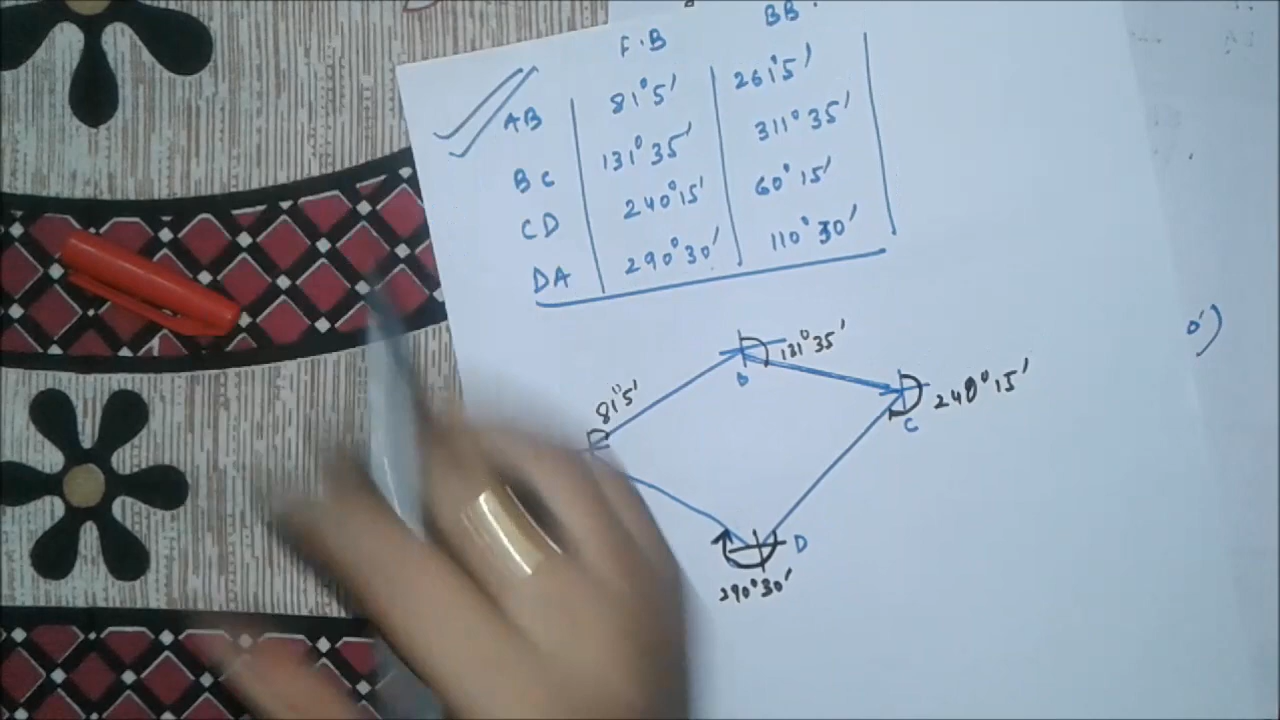 F.B BB.
AB 81°5' 261°5'
BC 131°35' 311°35'
CD 240°15' 60°15'
DA 290°30' 110°30'
131°35'
B
81°5'
240°15'
C
D
290°30'
0')